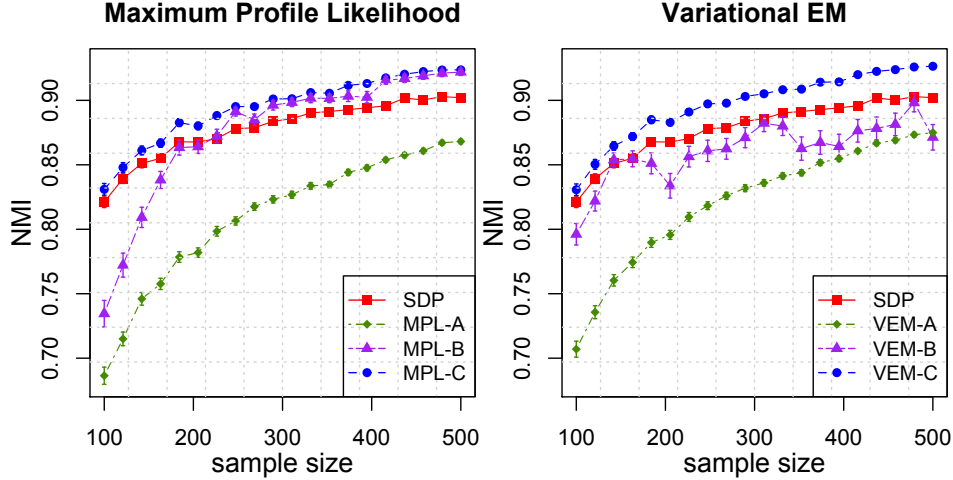 Maximum Profile Likelihood
NMI
0.90
0.85
0.80
0.75
0.70
SDP
MPL-A
MPL-B
MPL-C
100 200 300 400 500
sample size
Variational EM
NMI
0.90
0.85
0.80
0.75
0.70
SDP
VEM-A
VEM-B
VEM-C
100 200 300 400 500
sample size